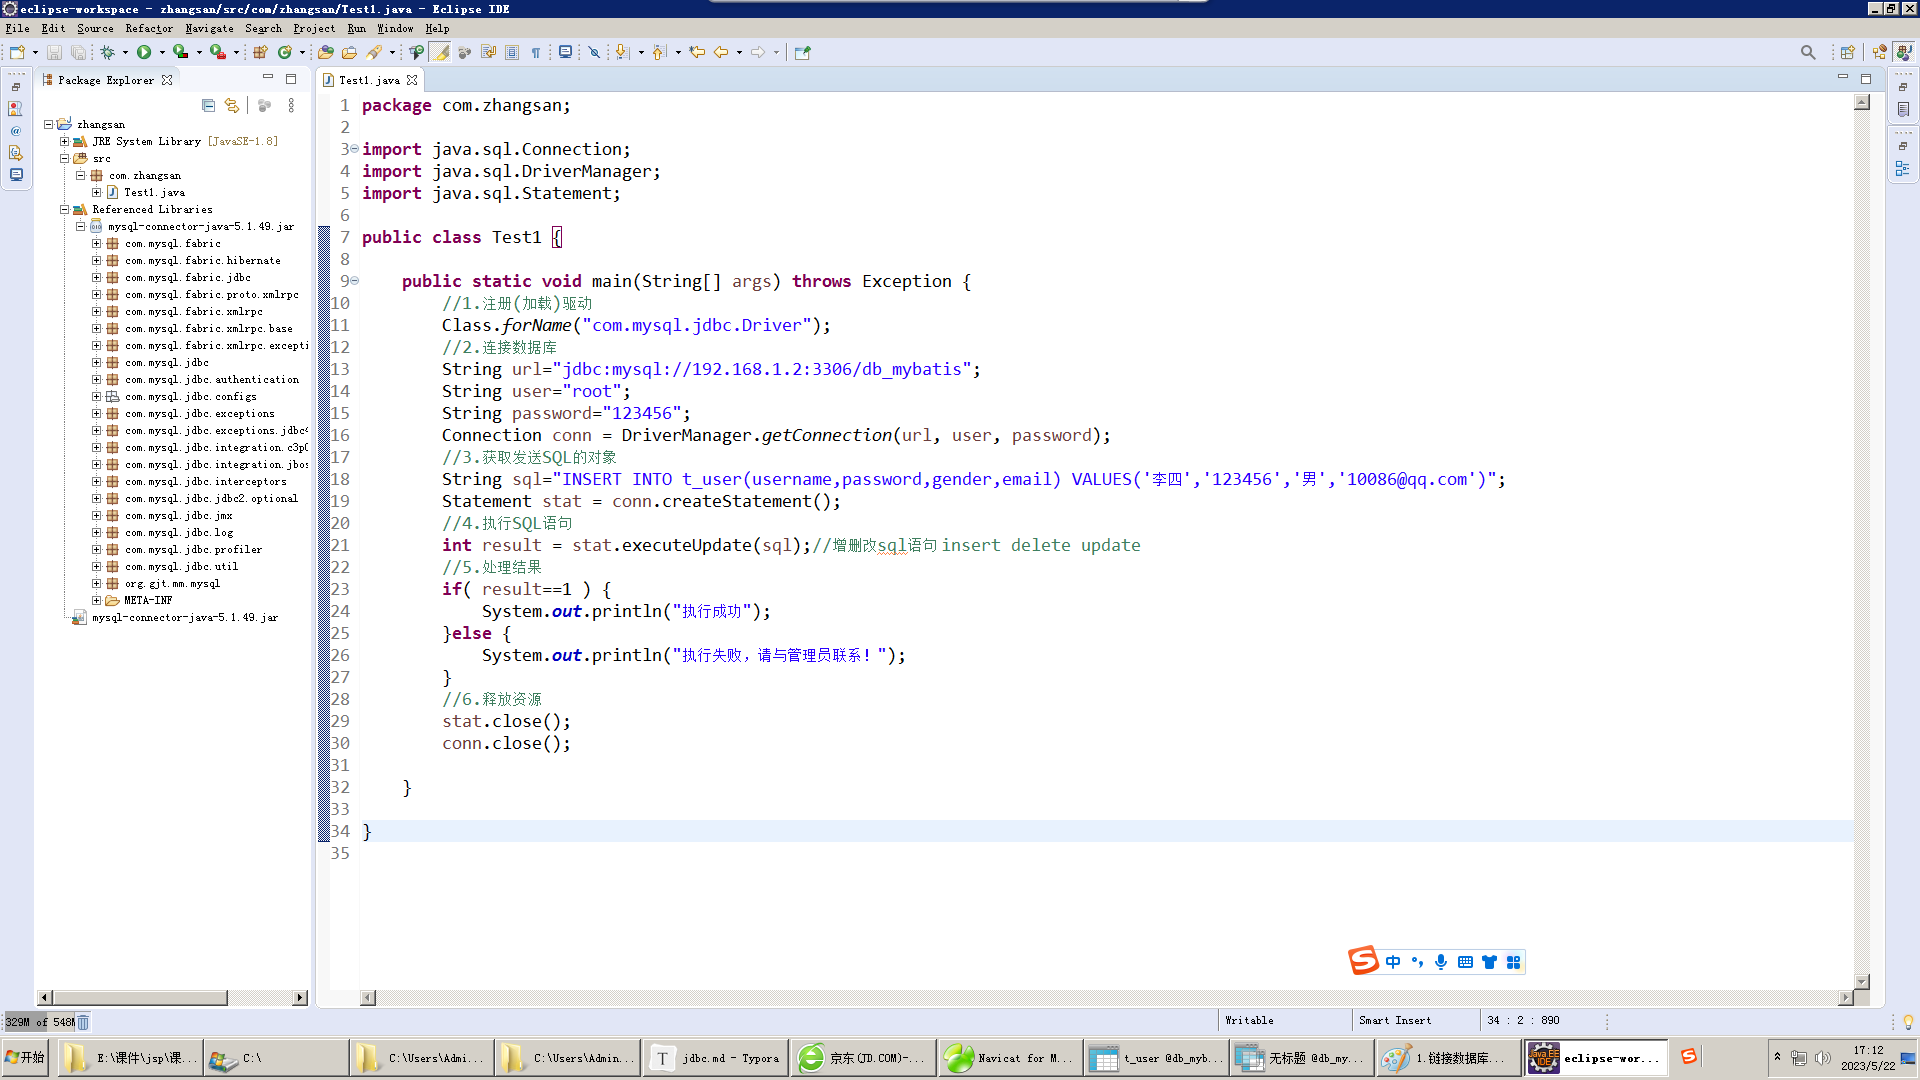 eclipse-workspace - zhangsan/src/com/zhangsan/Test1.java - Eclipse IDE
File Edit Source Refactor Navigate Search Project Run Window Help
Package Explorer
Test1.java
zhangsan
JRE System Library [JavaSE-1.8]
src
com.zhangsan
Test1.java
Referenced Libraries
mysql-connector-java-5.1.49.jar
com.mysql.fabric
com.mysql.fabric.hibernate
com.mysql.fabric.jdbc
com.mysql.fabric.proto.xmlrpc
com.mysql.fabric.xmlrpc
com.mysql.fabric.xmlrpc.base
com.mysql.fabric.xmlrpc.excepti
com.mysql.jdbc
com.mysql.jdbc.authentication
com.mysql.jdbc.configs
com.mysql.jdbc.exceptions
com.mysql.jdbc.exceptions.jdbc4
com.mysql.jdbc.integration.c3p0
com.mysql.jdbc.integration.jbos
com.mysql.jdbc.interceptors
com.mysql.jdbc.jdbc2.optional
com.mysql.jdbc.jmx
com.mysql.jdbc.log
com.mysql.jdbc.profiler
com.mysql.jdbc.util
org.gjt.mm.mysql
META-INF
mysql-connector-java-5.1.49.jar
1 package com.zhangsan;
2
3 import java.sql.Connection;
4 import java.sql.DriverManager;
5 import java.sql.Statement;
6
7 public class Test1 {
8
9 public static void main(String[] args) throws Exception {
10 //1.注册(加载)驱动
11 Class.forName("com.mysql.jdbc.Driver");
12 //2.连接数据库
13 String url="jdbc:mysql://192.168.1.2:3306/db_mybatis";
14 String user="root";
15 String password="123456";
16 Connection conn = DriverManager.getConnection(url, user, password);
17 //3.获取发送SQL的对象
18 String sql="INSERT INTO t_user(username,password,gender,email) VALUES('李四','123456','男','10086@qq.com')";
19 Statement stat = conn.createStatement();
20 //4.执行SQL语句
21 int result = stat.executeUpdate(sql);//增删改sql语句 insert delete update
22 //5.处理结果
23 if( result==1 ) {
24 System.out.println("执行成功");
25 }else {
26 System.out.println("执行失败，请与管理员联系！");
27 }
28 //6.释放资源
29 stat.close();
30 conn.close();
31
32 }
33
34 }
35
中
329M of 548M
Writable
Smart Insert
34 : 2 : 890
开始
E:\课件\jsp\课...
C:\
C:\Users\Admi...
C:\Users\Admin...
jdbc.md - Typora
京东(JD.COM)-...
Navicat for M...
t_user @db_myb...
无标题 @db_my...
1.链接数据库...
eclipse-wor...
17:12
2023/5/22